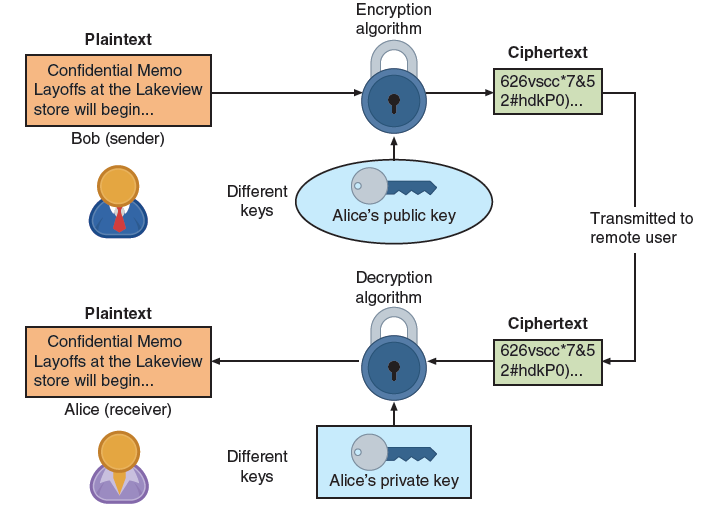 Plaintext
Confidential Memo
Layoffs at the Lakeview
store will begin...
Bob (sender)
Encryption
algorithm
Ciphertext
626vscc*7&5
2#hdkP0)...
Different
keys
Alice's public key
Transmitted to
remote user
Plaintext
Confidential Memo
Layoffs at the Lakeview
store will begin...
Alice (receiver)
Decryption
algorithm
Ciphertext
626vscc*7&5
2#hdkP0)...
Different
keys
Alice's private key